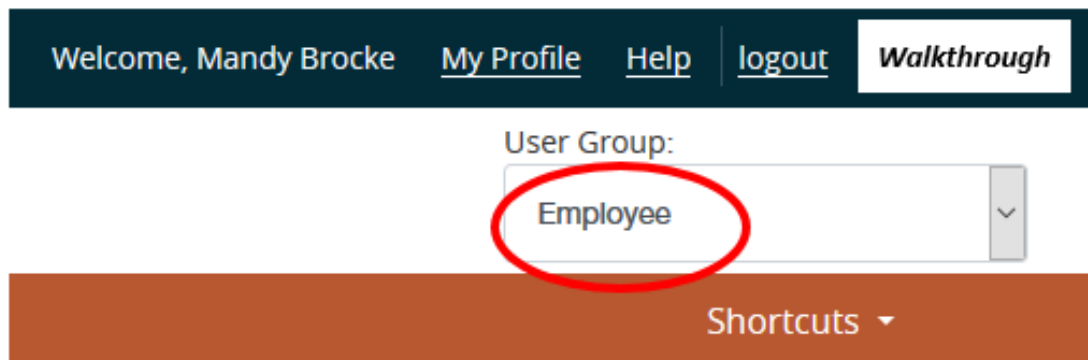 Welcome, Mandy Brocke My Profile Help logout Walkthrough
User Group:
Employee
Shortcuts